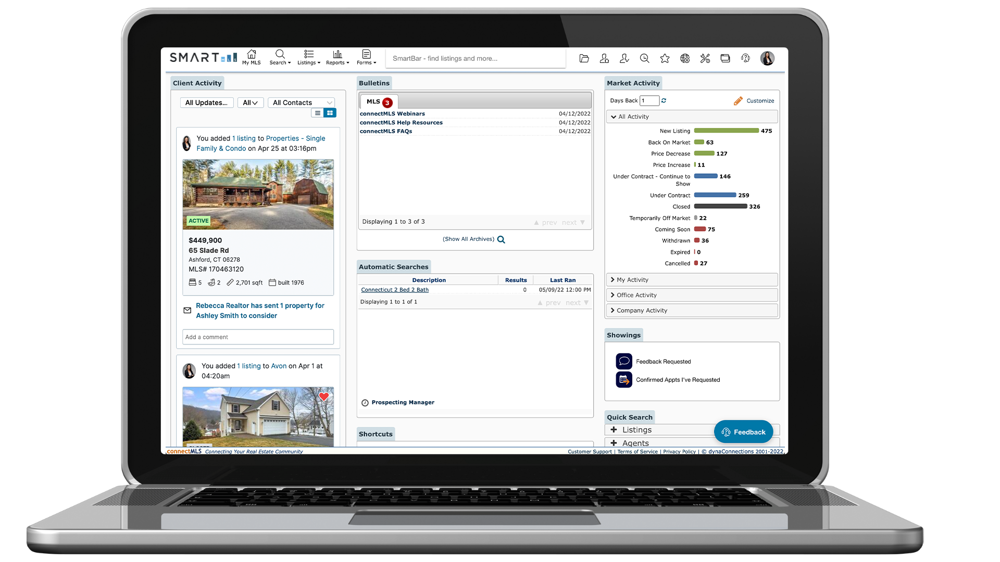 SMART MLS
My MLS
Search
Listings
Reports
Forms
SmartBar - find listings and more...
Client Activity
All Updates...
All
All Contacts
You added 1 listing to Properties - Single
Family & Condo on Apr 25 at 03:16pm
ACTIVE
$449,900
65 Slade Rd
Ashford, CT 06278
MLS# 170463120
5 2 2,701 sqft built 1976
Rebecca Realtor has sent 1 property for
Ashley Smith to consider
Add a comment
You added 1 listing to Avon on Apr 1 at
04:20am
CLOSED
Bulletins
MLS 3
connectMLS Webinars 04/12/2022
connectMLS Help Resources 04/12/2022
connectMLS FAQs 04/12/2022
Displaying 1 to 3 of 3 ▲ prev next ▼
(Show All Archives)
Automatic Searches
Description Results Last Ran
Connecticut 2 Bed 2 Bath 0 05/09/22 12:00 PM
Displaying 1 to 1 of 1 ▲ prev next ▼
Prospecting Manager
Shortcuts
Market Activity
Days Back 1 Customize
All Activity
New Listing 475
Back On Market 63
Price Decrease 127
Price Increase 11
Under Contract - Continue to
Show 146
Under Contract 259
Closed 326
Temporarily Off Market 22
Coming Soon 75
Withdrawn 36
Expired 0
Cancelled 27
My Activity
Office Activity
Company Activity
Showings
Feedback Requested
Confirmed Appts I've Requested
Quick Search
Listings
Agents
Feedback
connectMLS Connecting Your Real Estate Community
Customer Support | Terms of Service | Privacy Policy | © dynaConnections 2001-2022